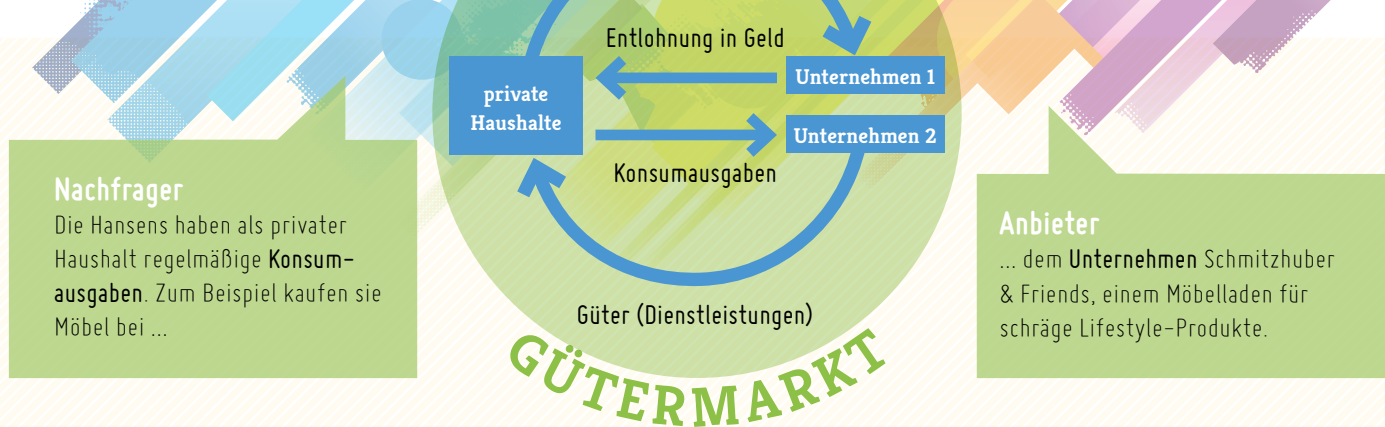 Entlohnung in Geld
private
Haushalte
Unternehmen 1
Unternehmen 2
Konsumausgaben
Güter (Dienstleistungen)
GÜTERMARKT
Nachfrager
Die Hansens haben als privater
Haushalt regelmäßige Konsum-
ausgaben. Zum Beispiel kaufen sie
Möbel bei ...
Anbieter
... dem Unternehmen Schmitzhuber
& Friends, einem Möbelladen für
schräge Lifestyle-Produkte.